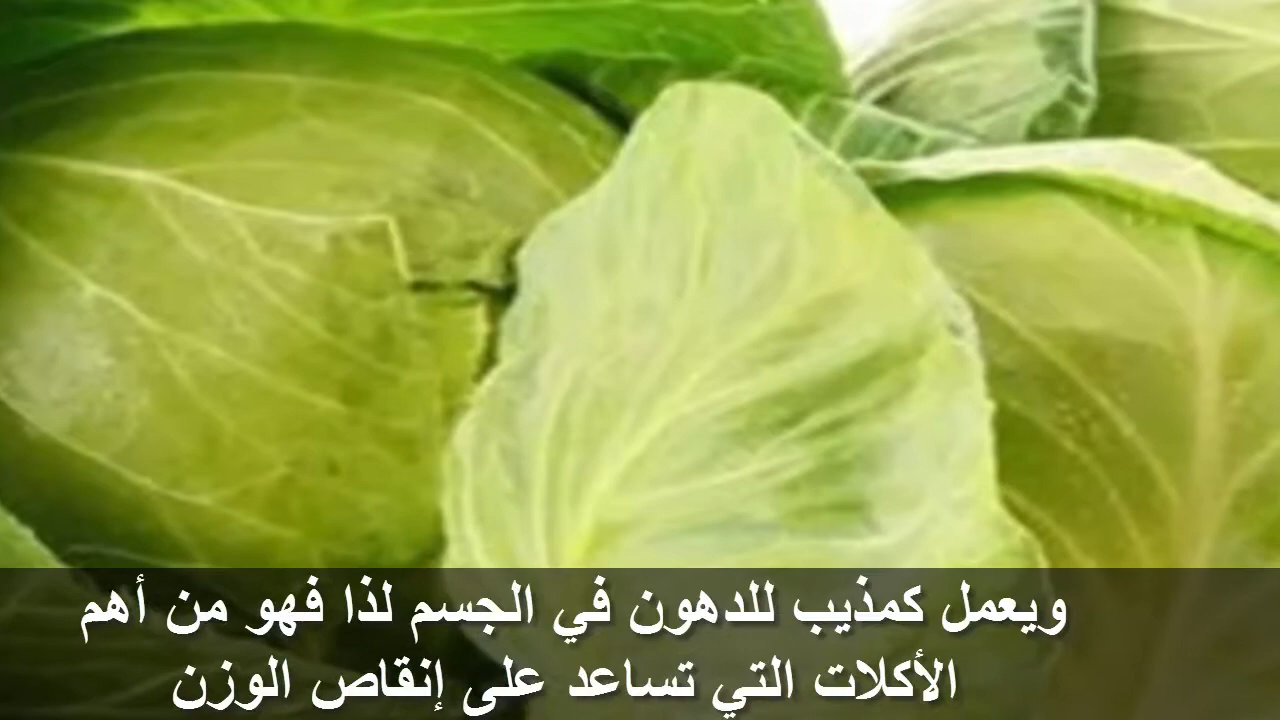 ويعمل كمذيب للدهون في الجسم لذا فهو من أهم
الأكلات التي تساعد على إنقاص الوزن